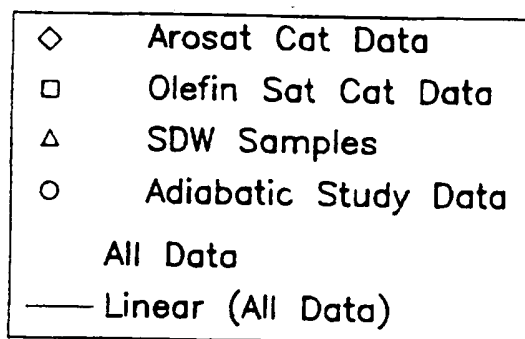 Arosat Cat Data
Olefin Sat Cat Data
SDW Samples
Adiabatic Study Data
All Data
Linear (All Data)